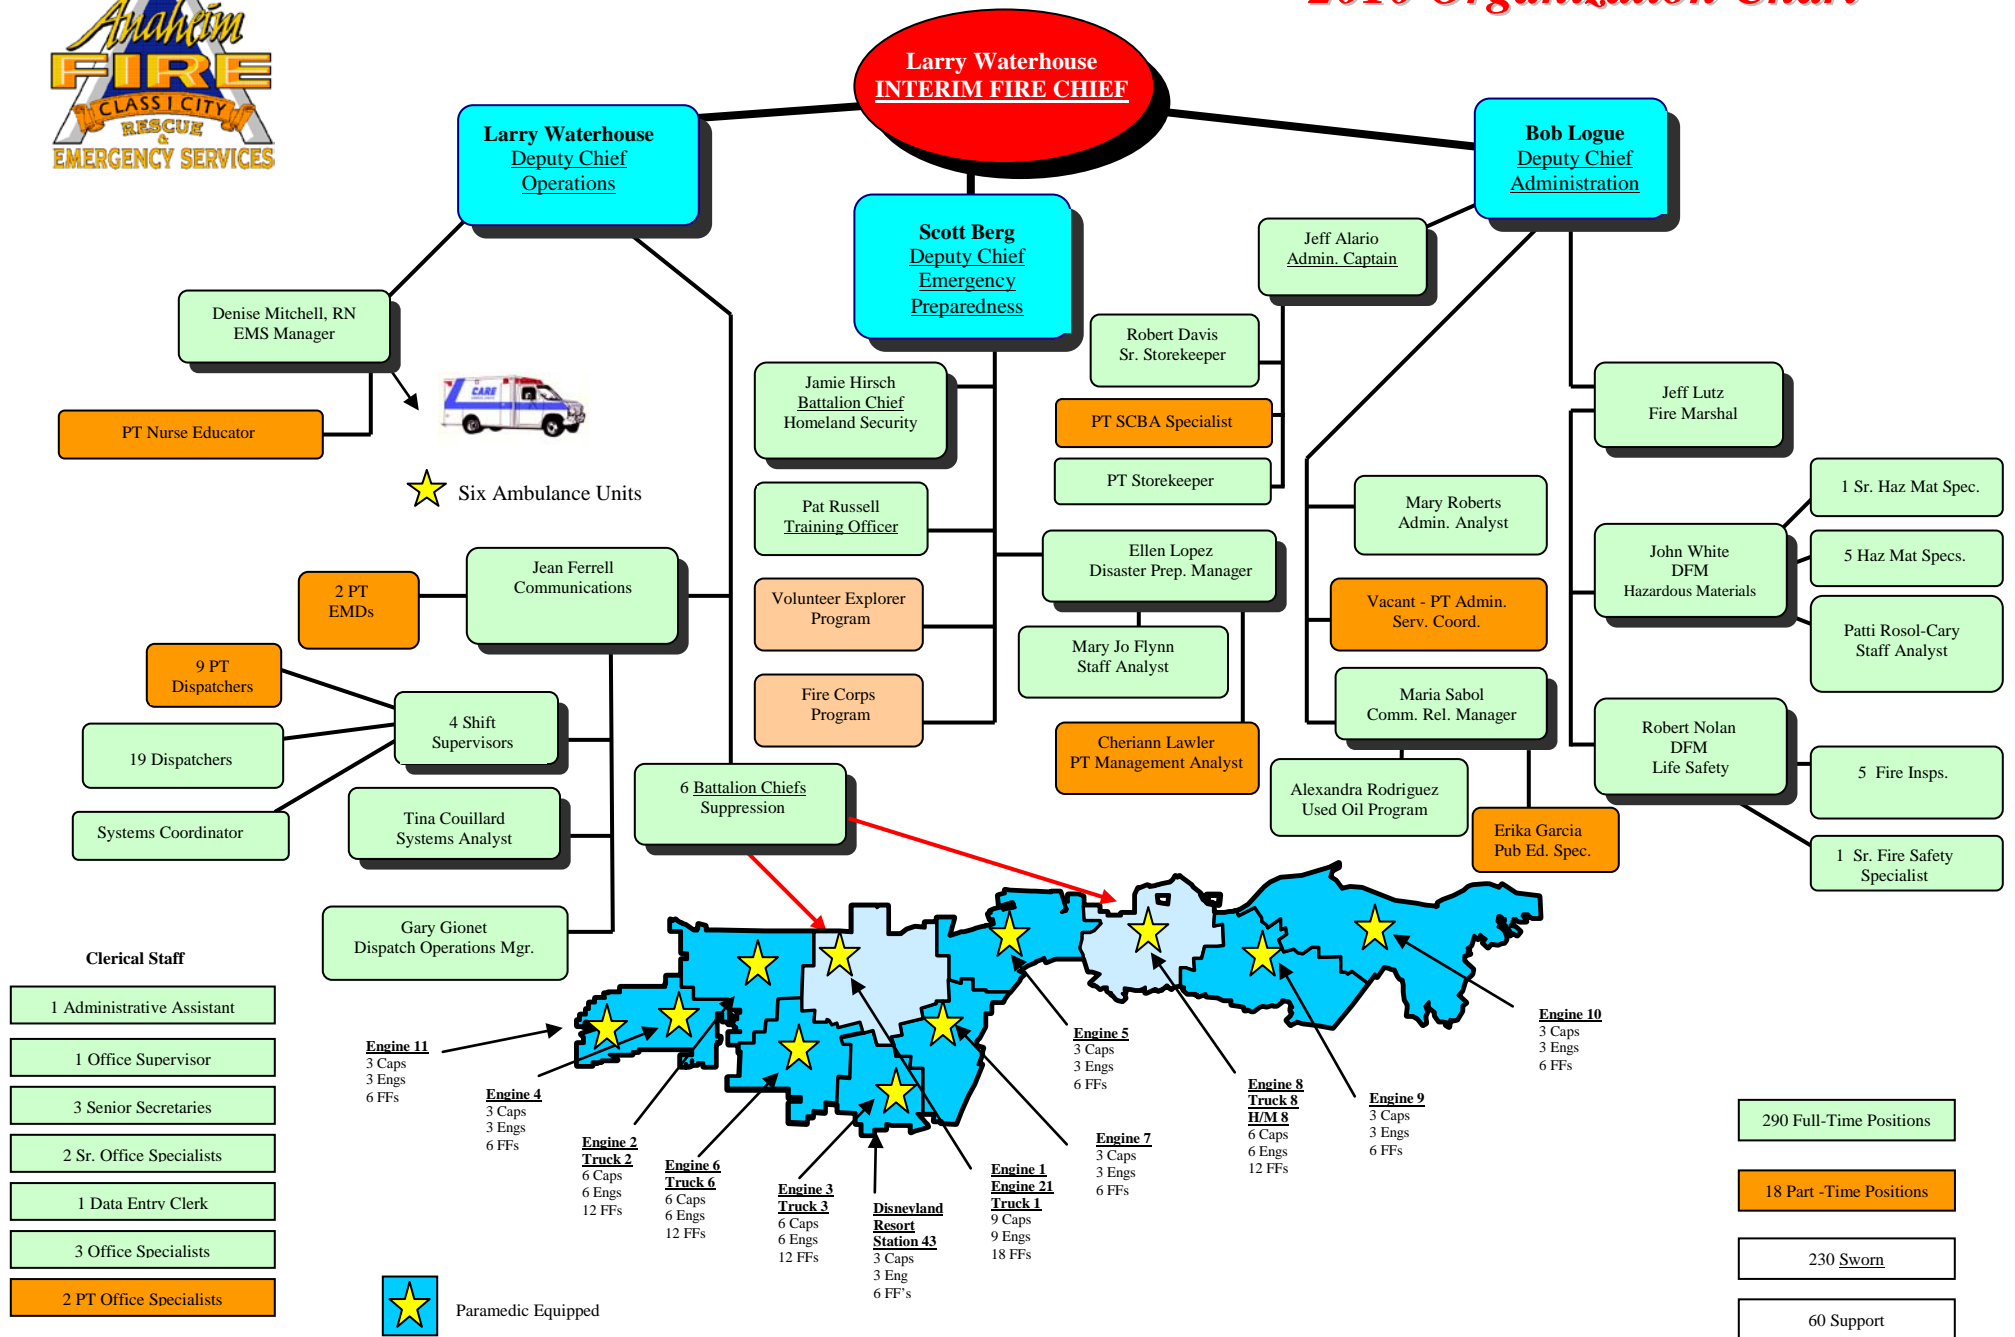 2010 Organization Chart
Anaheim
FIRE
CLASS 1 CITY
RESCUE
&
EMERGENCY SERVICES
Larry Waterhouse
INTERIM FIRE CHIEF
Larry Waterhouse
Deputy Chief
Operations
Scott Berg
Deputy Chief
Emergency
Preparedness
Bob Logue
Deputy Chief
Administration
Denise Mitchell, RN
EMS Manager
PT Nurse Educator
CARE
Six Ambulance Units
Jean Ferrell
Communications
2 PT
EMDs
9 PT
Dispatchers
19 Dispatchers
Systems Coordinator
4 Shift
Supervisors
Tina Couillard
Systems Analyst
Gary Gionet
Dispatch Operations Mgr.
6 Battalion Chiefs
Suppression
Jamie Hirsch
Battalion Chief
Homeland Security
Pat Russell
Training Officer
Volunteer Explorer
Program
Fire Corps
Program
Ellen Lopez
Disaster Prep. Manager
Mary Jo Flynn
Staff Analyst
Cheriann Lawler
PT Management Analyst
Jeff Alario
Admin. Captain
Robert Davis
Sr. Storekeeper
PT SCBA Specialist
PT Storekeeper
Mary Roberts
Admin. Analyst
Vacant - PT Admin.
Serv. Coord.
Maria Sabol
Comm. Rel. Manager
Alexandra Rodriguez
Used Oil Program
Erika Garcia
Pub Ed. Spec.
Jeff Lutz
Fire Marshal
John White
DFM
Hazardous Materials
1 Sr. Haz Mat Spec.
5 Haz Mat Specs.
Patti Rosol-Cary
Staff Analyst
Robert Nolan
DFM
Life Safety
5 Fire Insps.
1 Sr. Fire Safety
Specialist
Clerical Staff
1 Administrative Assistant
1 Office Supervisor
3 Senior Secretaries
2 Sr. Office Specialists
1 Data Entry Clerk
3 Office Specialists
2 PT Office Specialists
Engine 11
3 Caps
3 Engs
6 FFs
Engine 4
3 Caps
3 Engs
6 FFs
Engine 2
Truck 2
6 Caps
6 Engs
12 FFs
Engine 6
Truck 6
6 Caps
6 Engs
12 FFs
Engine 3
Truck 3
6 Caps
6 Engs
12 FFs
Disneyland
Resort
Station 43
3 Caps
3 Eng
6 FF's
Engine 1
Engine 21
Truck 1
9 Caps
9 Engs
18 FFs
Engine 7
3 Caps
3 Engs
6 FFs
Engine 5
3 Caps
3 Engs
6 FFs
Engine 8
Truck 8
H/M 8
6 Caps
6 Engs
12 FFs
Engine 9
3 Caps
3 Engs
6 FFs
Engine 10
3 Caps
3 Engs
6 FFs
Paramedic Equipped
290 Full-Time Positions
18 Part -Time Positions
230 Sworn
60 Support